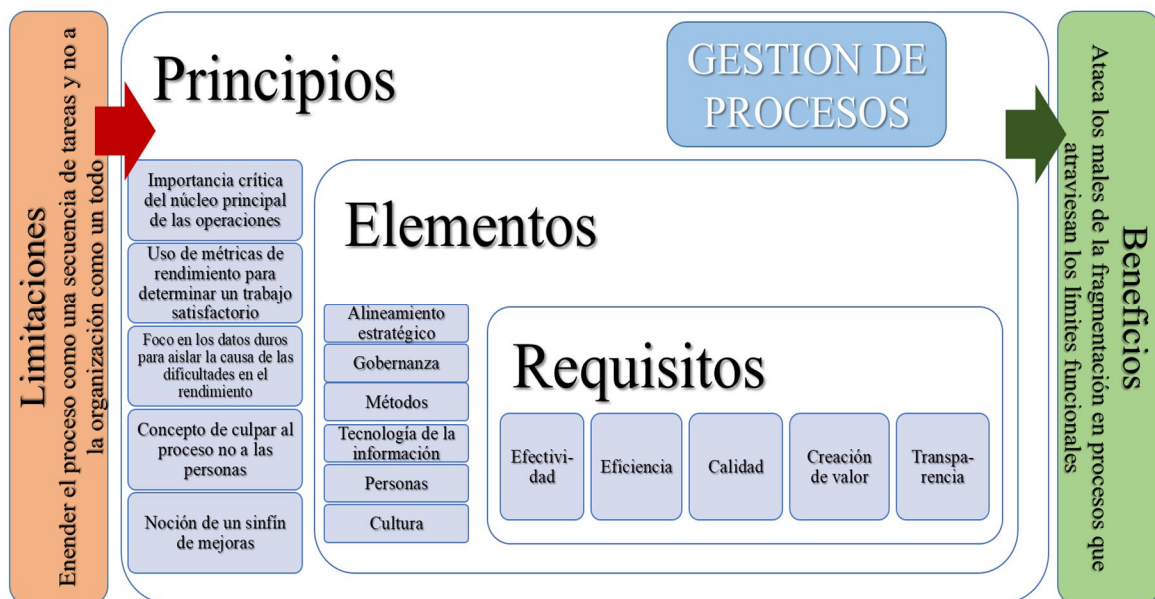 Limitaciones
Enender el proceso como una secuencia de tareas y no a
la organización como un todo
Principios
GESTION DE
PROCESOS
Importancia crítica
del núcleo principal
de las operaciones
Uso de métricas de
rendimiento para
determinar un trabajo
satisfactorio
Foco en los datos duros
para aislar la causa de las
dificultades en el
rendimiento
Concepto de culpar al
proceso no a las
personas
Noción de un sinfín
de mejoras
Elementos
Alineamiento
estratégico
Gobernanza
Métodos
Tecnología de la
información
Personas
Cultura
Requisitos
Efectivi-
dad
Eficiencia
Calidad
Creación
de valor
Transpa-
rencia
Beneficios
Ataca los males de la fragmentación en procesos que
atraviesan los límites funcionales